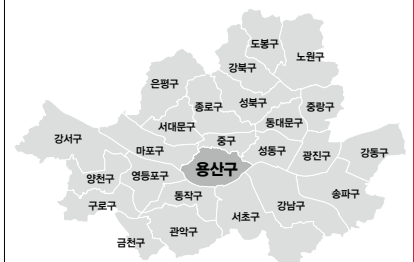 도봉구
노원구
강북구
은평구
종로구
성북구
중랑구
서대문구
동대문구
강서구
마포구
중구
성동구
광진구
강동구
용산구
양천구
영등포구
동작구
송파구
구로구
서초구
강남구
관악구
금천구